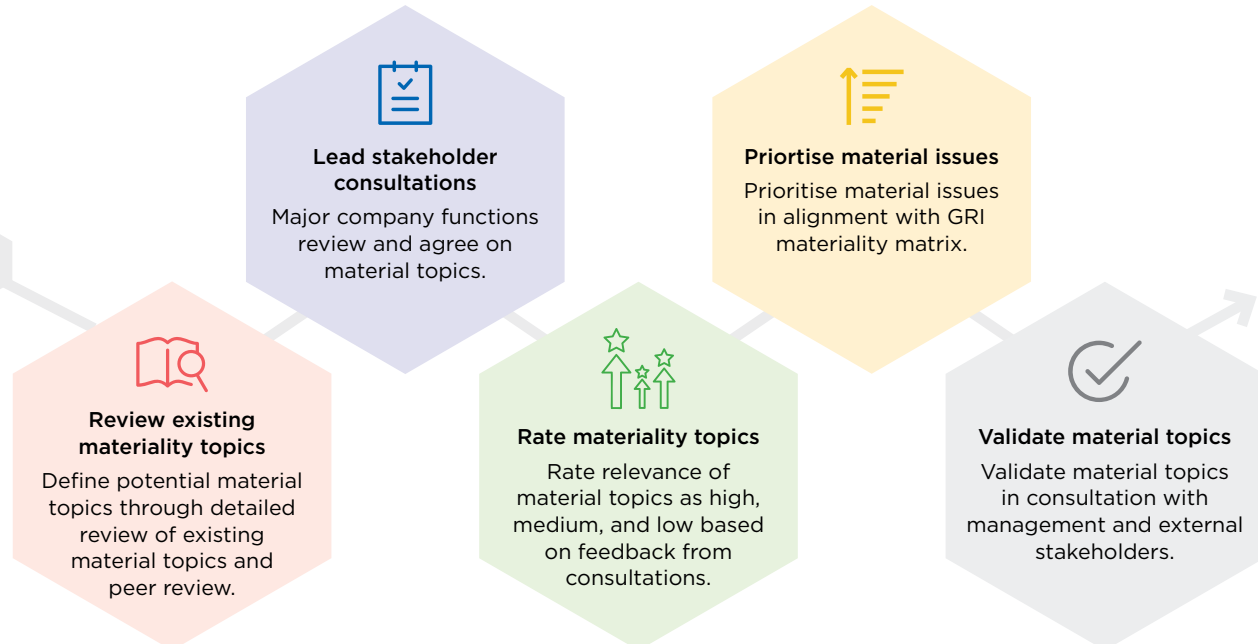 Review existing
materiality topics
Define potential material
topics through detailed
review of existing
material topics and
peer review.
Lead stakeholder
consultations
Major company functions
review and agree on
material topics.
Rate materiality topics
Rate relevance of
material topics as high,
medium, and low based
on feedback from
consultations.
Priortise material issues
Prioritise material issues
in alignment with GRI
materiality matrix.
Validate material topics
Validate material topics
in consultation with
management and external
stakeholders.